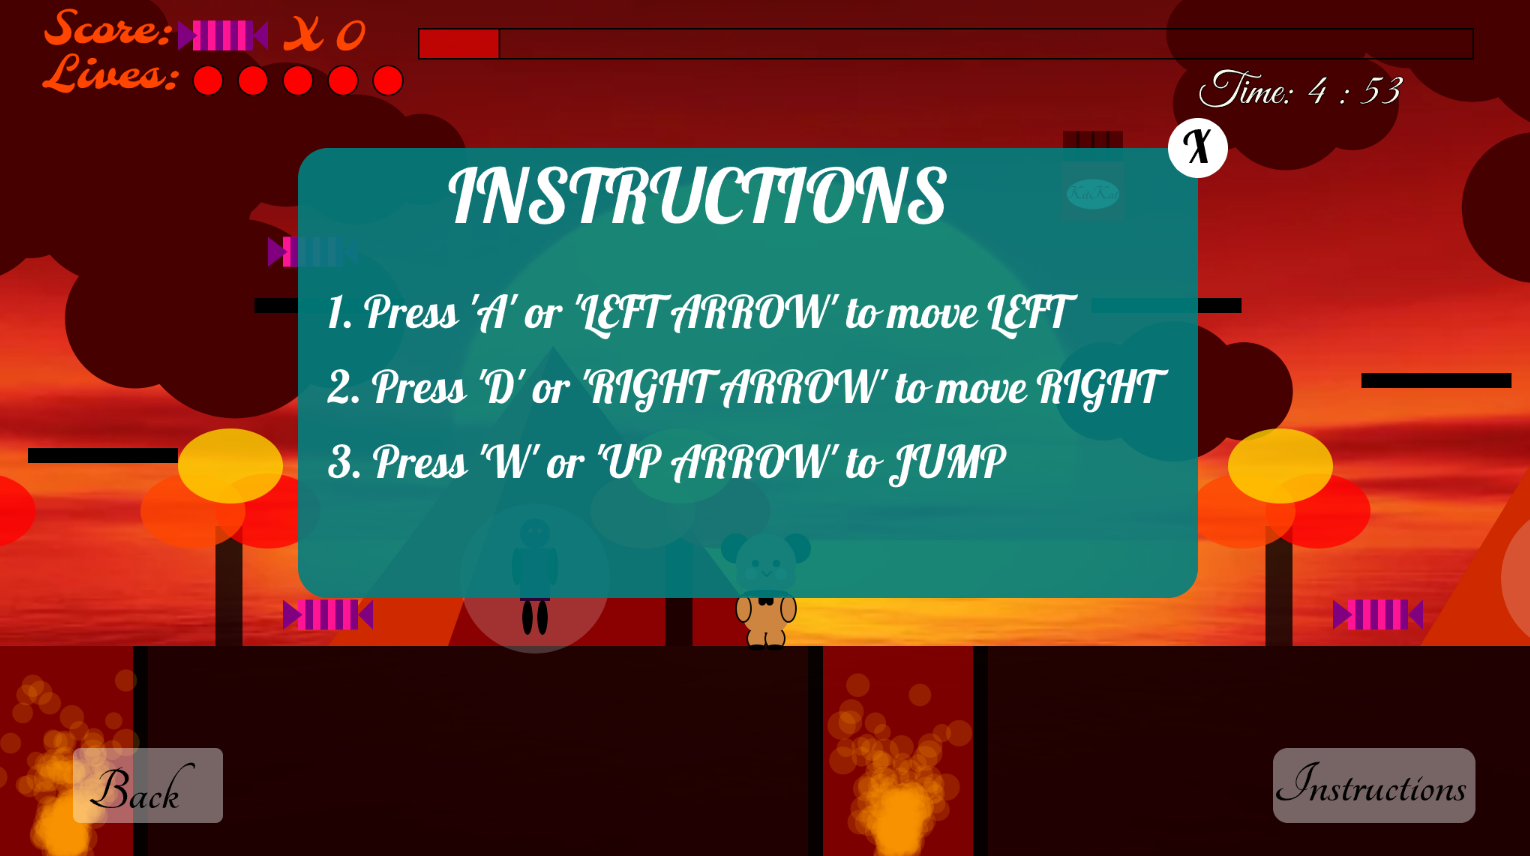 Score: X 0
Lives:
Time: 4 : 53
X
INSTRUCTIONS
KitKat
1. Press 'A' or 'LEFT ARROW' to move LEFT
2. Press 'D' or 'RIGHT ARROW' to move RIGHT
3. Press 'W' or 'UP ARROW' to JUMP
Back
Instructions